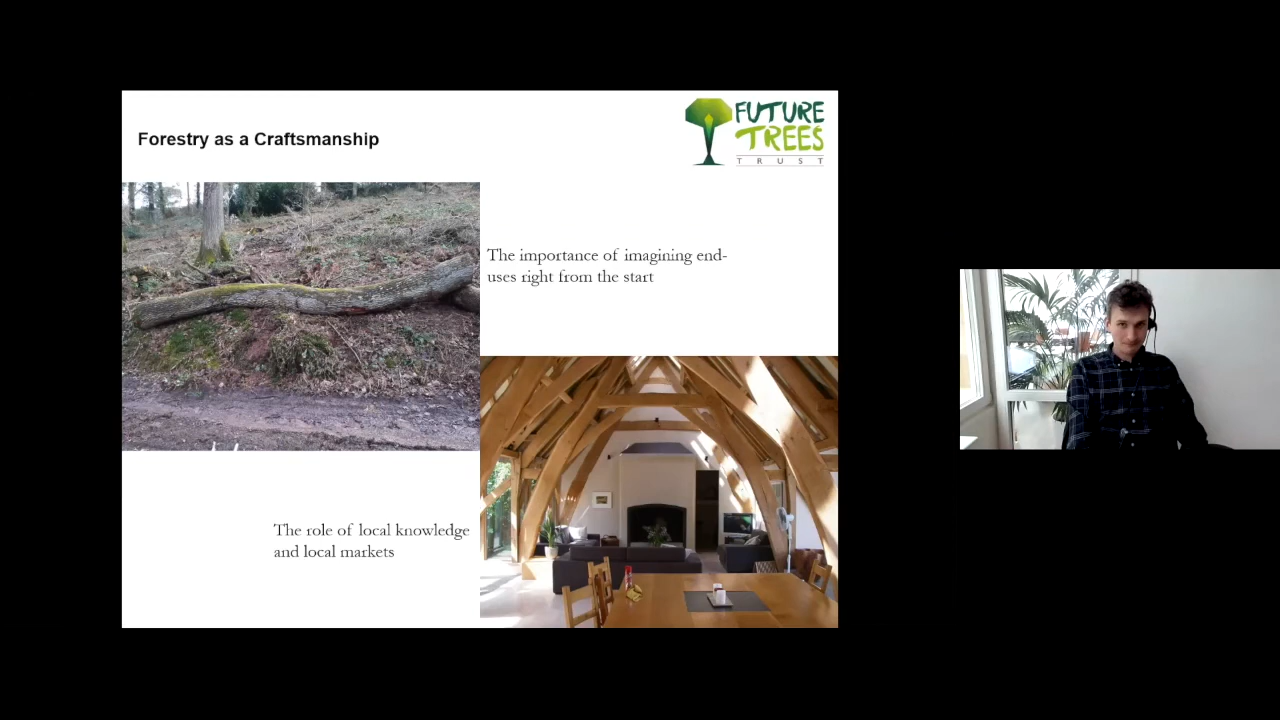 Forestry as a Craftsmanship
FUTURE
TREES
TRUST
The importance of imagining end-
uses right from the start
The role of local knowledge
and local markets